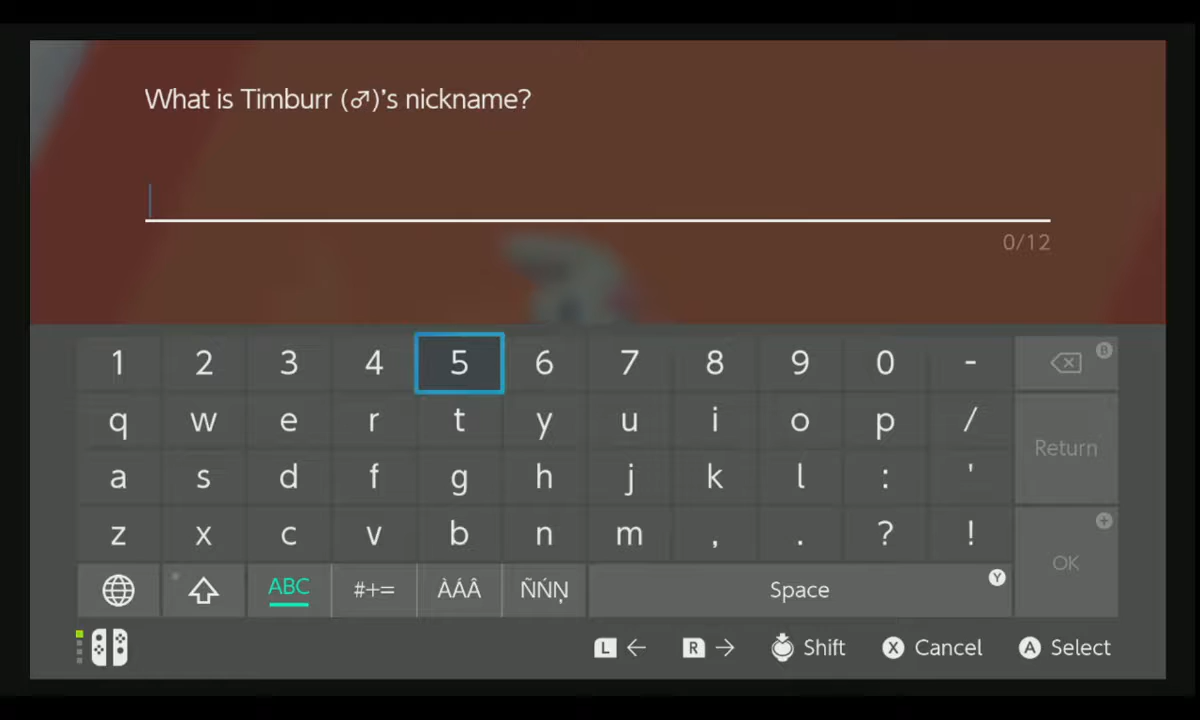 What is Timburr (♂)'s nickname?
0/12
1 2 3 4 5 6 7 8 9 0 -
B
q w e r t y u i o p /
Return
a s d f g h j k l : '
z x c v b n m , . ? !
+
OK
ABC #+= ÀÁÂ ÑŃŅ Space Y
L ← R → Shift X Cancel A Select